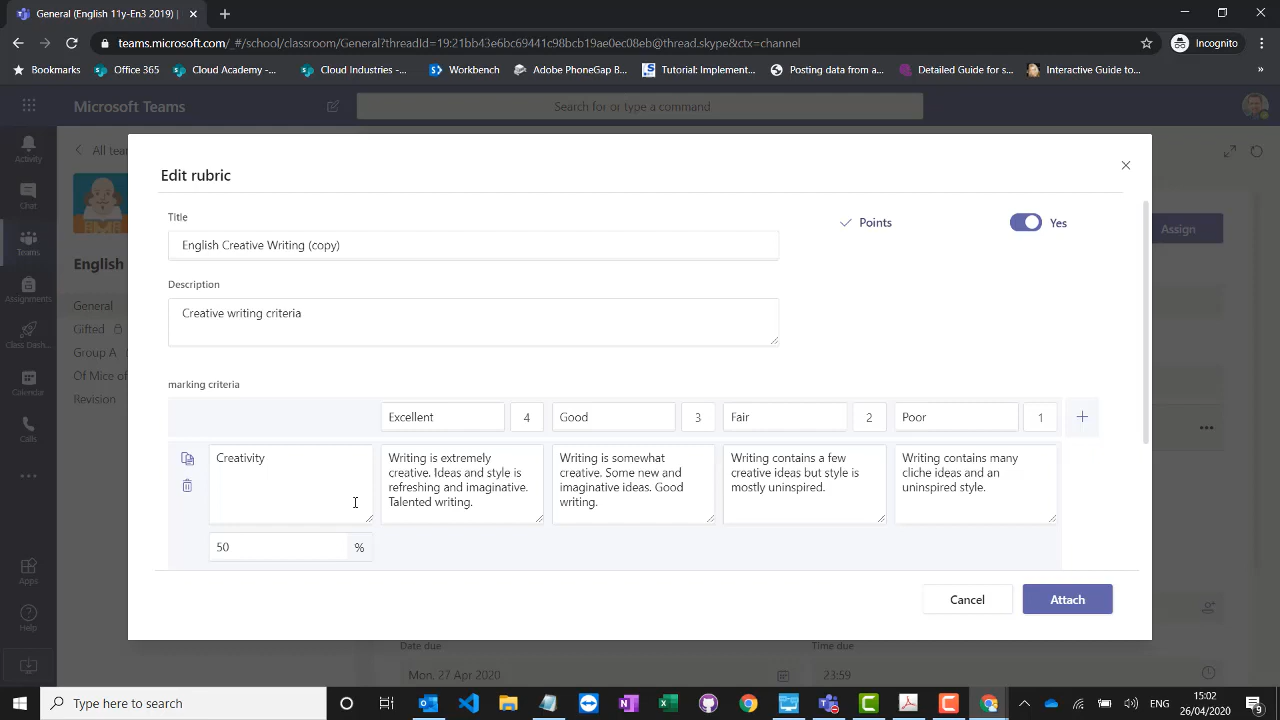 General (English 11y-En3 2019) |
teams.microsoft.com/_#/school/classroom/General?threadId=19:21bb43e6bc69441c98bcb19ae0ec08eb@thread.skype&ctx=channel
Incognito
Bookmarks
Office 365
Cloud Academy -...
Cloud Industries -...
Workbench
Adobe PhoneGap B...
Tutorial: Implement...
Posting data from a...
Detailed Guide for s...
Interactive Guide to...
»
Microsoft Teams
Search for or type a command
Activity
Chat
Teams
Assignments
Class Dash...
Calendar
Calls
Apps
Help
All tea
English
General
Gifted
Group A
Of Mice of
Revision
Assign
Edit rubric
Title
Points
Yes
English Creative Writing (copy)
Description
Creative writing criteria
marking criteria
Excellent 4 Good 3 Fair 2 Poor 1
Creativity
Writing is extremely
creative. Ideas and style is
refreshing and imaginative.
Talented writing.
Writing is somewhat
creative. Some new and
imaginative ideas. Good
writing.
Writing contains a few
creative ideas but style is
mostly uninspired.
Writing contains many
cliche ideas and an
uninspired style.
50 %
Cancel
Attach
Date due
Time due
Mon, 27 Apr 2020
23:59
Type here to search
ENG
15:02
26/04/2020
9